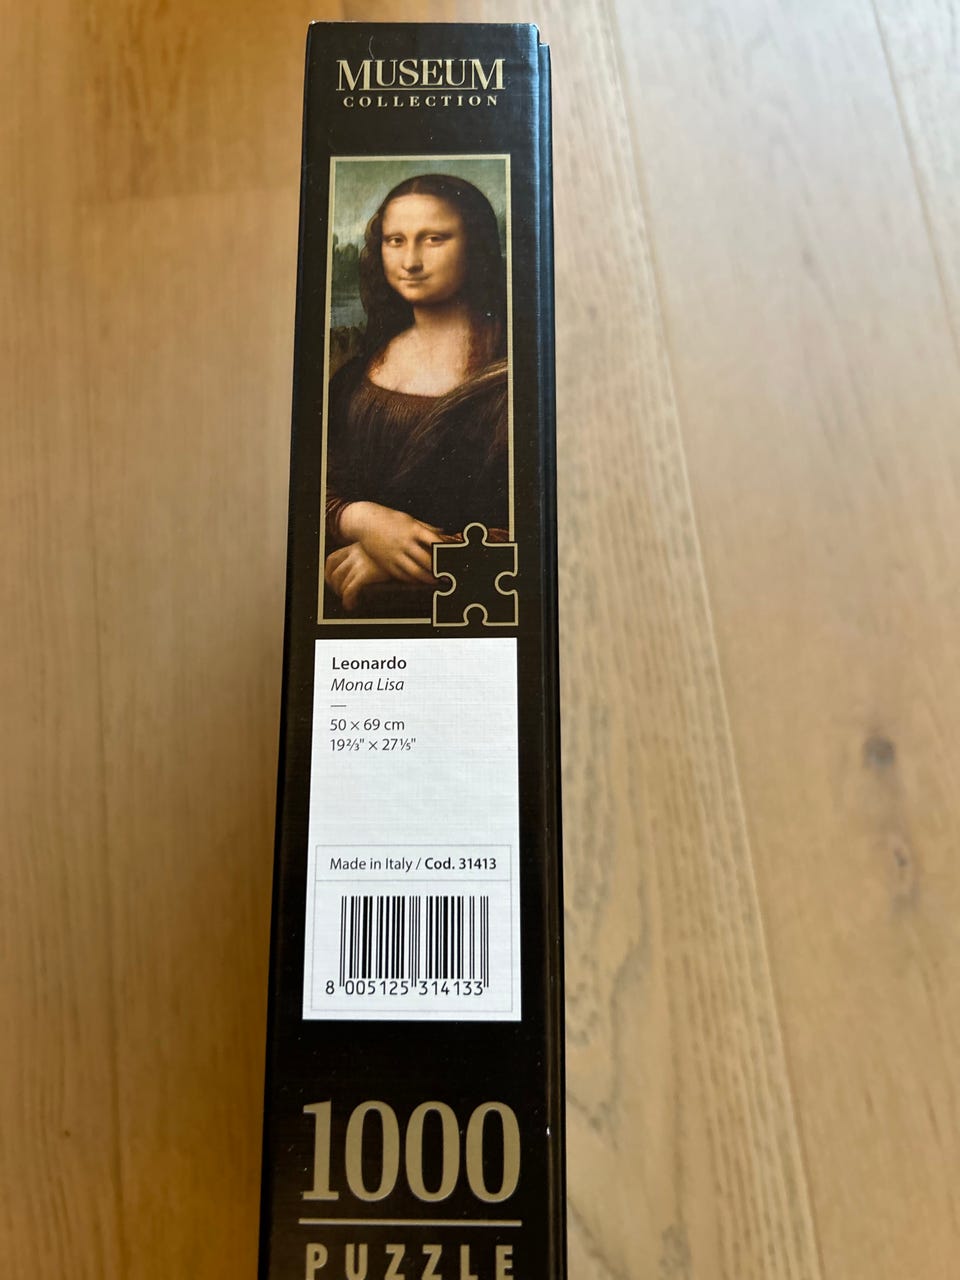 MUSEUM
COLLECTION
Leonardo
Mona Lisa
—
50 × 69 cm
19⅔" × 27⅕"
Made in Italy / Cod. 31413
8 005125 314133
1000
PUZZLE